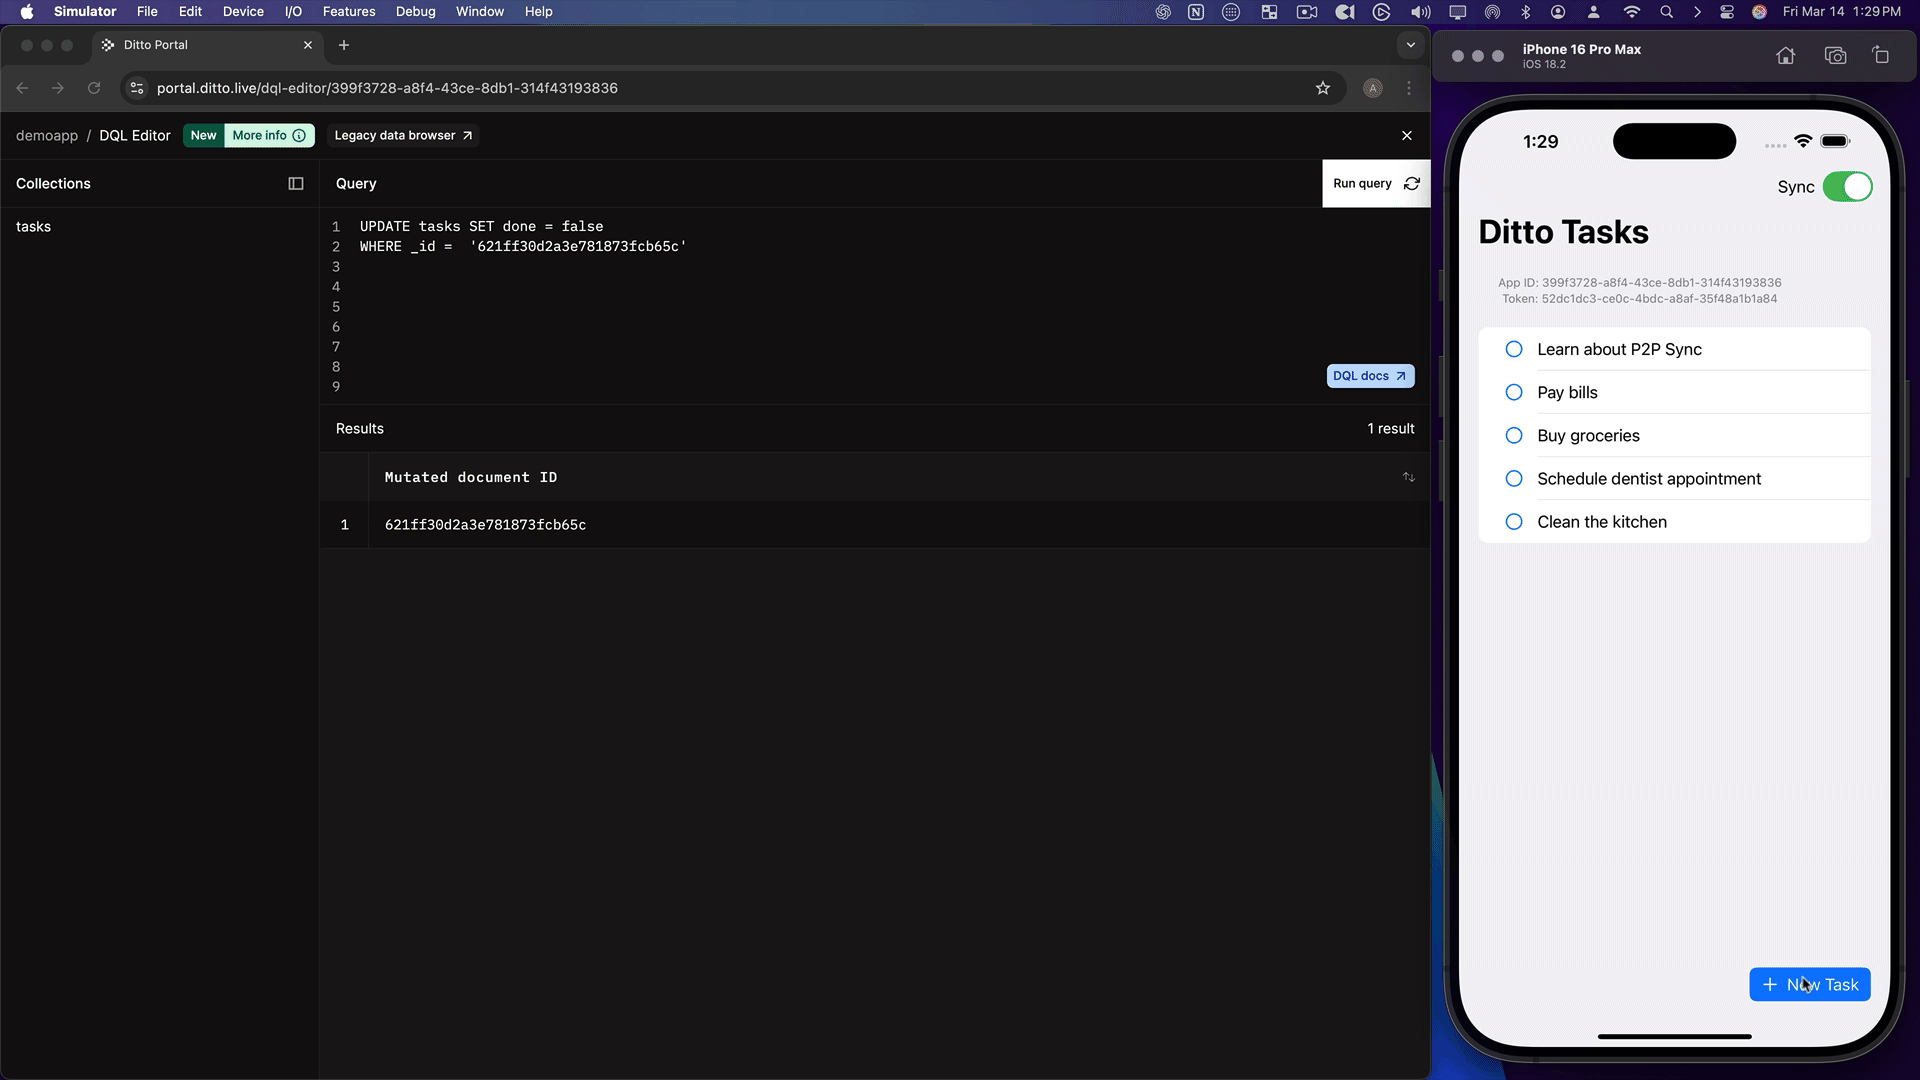 Simulator File Edit Device I/O Features Debug Window Help
Fri Mar 14 1:29 PM
Ditto Portal
portal.ditto.live/dql-editor/399f3728-a8f4-43ce-8db1-314f43193836
A
demoapp / DQL Editor New More info Legacy data browser
Collections
tasks
Query
Run query
1 UPDATE tasks SET done = false
2 WHERE _id = '621ff30d2a3e781873fcb65c'
3
4
5
6
7
8
9
DQL docs
Results
1 result
Mutated document ID
1 621ff30d2a3e781873fcb65c
iPhone 16 Pro Max
iOS 18.2
1:29
Sync
Ditto Tasks
App ID: 399f3728-a8f4-43ce-8db1-314f43193836
Token: 52dc1dc3-ce0c-4bdc-a8af-35f48a1b1a84
Learn about P2P Sync
Pay bills
Buy groceries
Schedule dentist appointment
Clean the kitchen
New Task